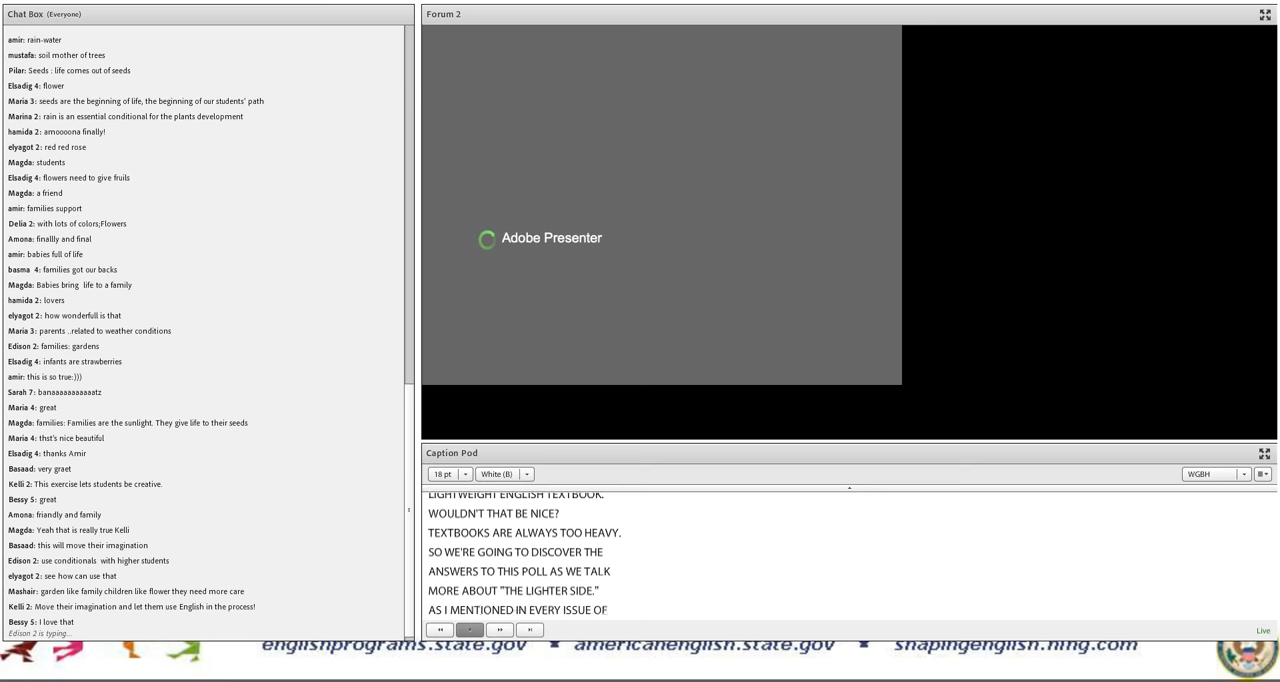 Chat Box (Everyone)
amir: rain-water
mustafa: soil mother of trees
Pilar: Seeds : life comes out of seeds
Elsadig 4: flower
Maria 3: seeds are the beginning of life, the beginning of our students' path
Marina 2: rain is an essential conditional for the plants development
hamida 2: amoooona finally!
elyagot 2: red red rose
Magda: students
Elsadig 4: flowers need to give fruils
Magda: a friend
amir: families support
Delia 2: with lots of colors;Flowers
Amona: finallly and final
amir: babies full of life
basma 4: families got our backs
Magda: Babies bring life to a family
hamida 2: lovers
elyagot 2: how wonderfull is that
Maria 3: parents ..related to weather conditions
Edison 2: families: gardens
Elsadig 4: infants are strawberries
amir: this is so true:)))
Sarah 7: banaaaaaaaaaaatz
Maria 4: great
Magda: families: Families are the sunlight. They give life to their seeds
Maria 4: thst's nice beautiful
Elsadig 4: thanks Amir
Basaad: very graet
Kelli 2: This exercise lets students be creative.
Bessy 5: great
Amona: friendly and family
Magda: Yeah that is really true Kelli
Basaad: this will move their imagination
Edison 2: use conditionals with higher students
elyagot 2: see how can use that
Mashair: garden like family children like flower they need more care
Kelli 2: Move their imagination and let them use English in the process!
Bessy 5: I love that
Edison 2 is typing...
Forum 2
Adobe Presenter
Caption Pod
18 pt
White (B)
WGBH
LIGHTWEIGHT ENGLISH TEXTBOOK.
WOULDN'T THAT BE NICE?
TEXTBOOKS ARE ALWAYS TOO HEAVY.
SO WE'RE GOING TO DISCOVER THE
ANSWERS TO THIS POLL AS WE TALK
MORE ABOUT "THE LIGHTER SIDE."
AS I MENTIONED IN EVERY ISSUE OF
Live
englishprograms.state.gov americanenglish.state.gov shapingenglish.ning.com